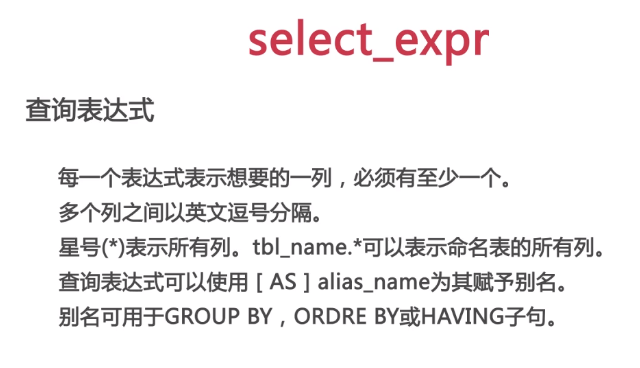 select_expr
查询表达式
每一个表达式表示想要的一列，必须有至少一个。
多个列之间以英文逗号分隔。
星号(*)表示所有列。tbl_name.*可以表示命名表的所有列。
查询表达式可以使用 [ AS ] alias_name为其赋予别名。
别名可用于GROUP BY，ORDRE BY或HAVING子句。